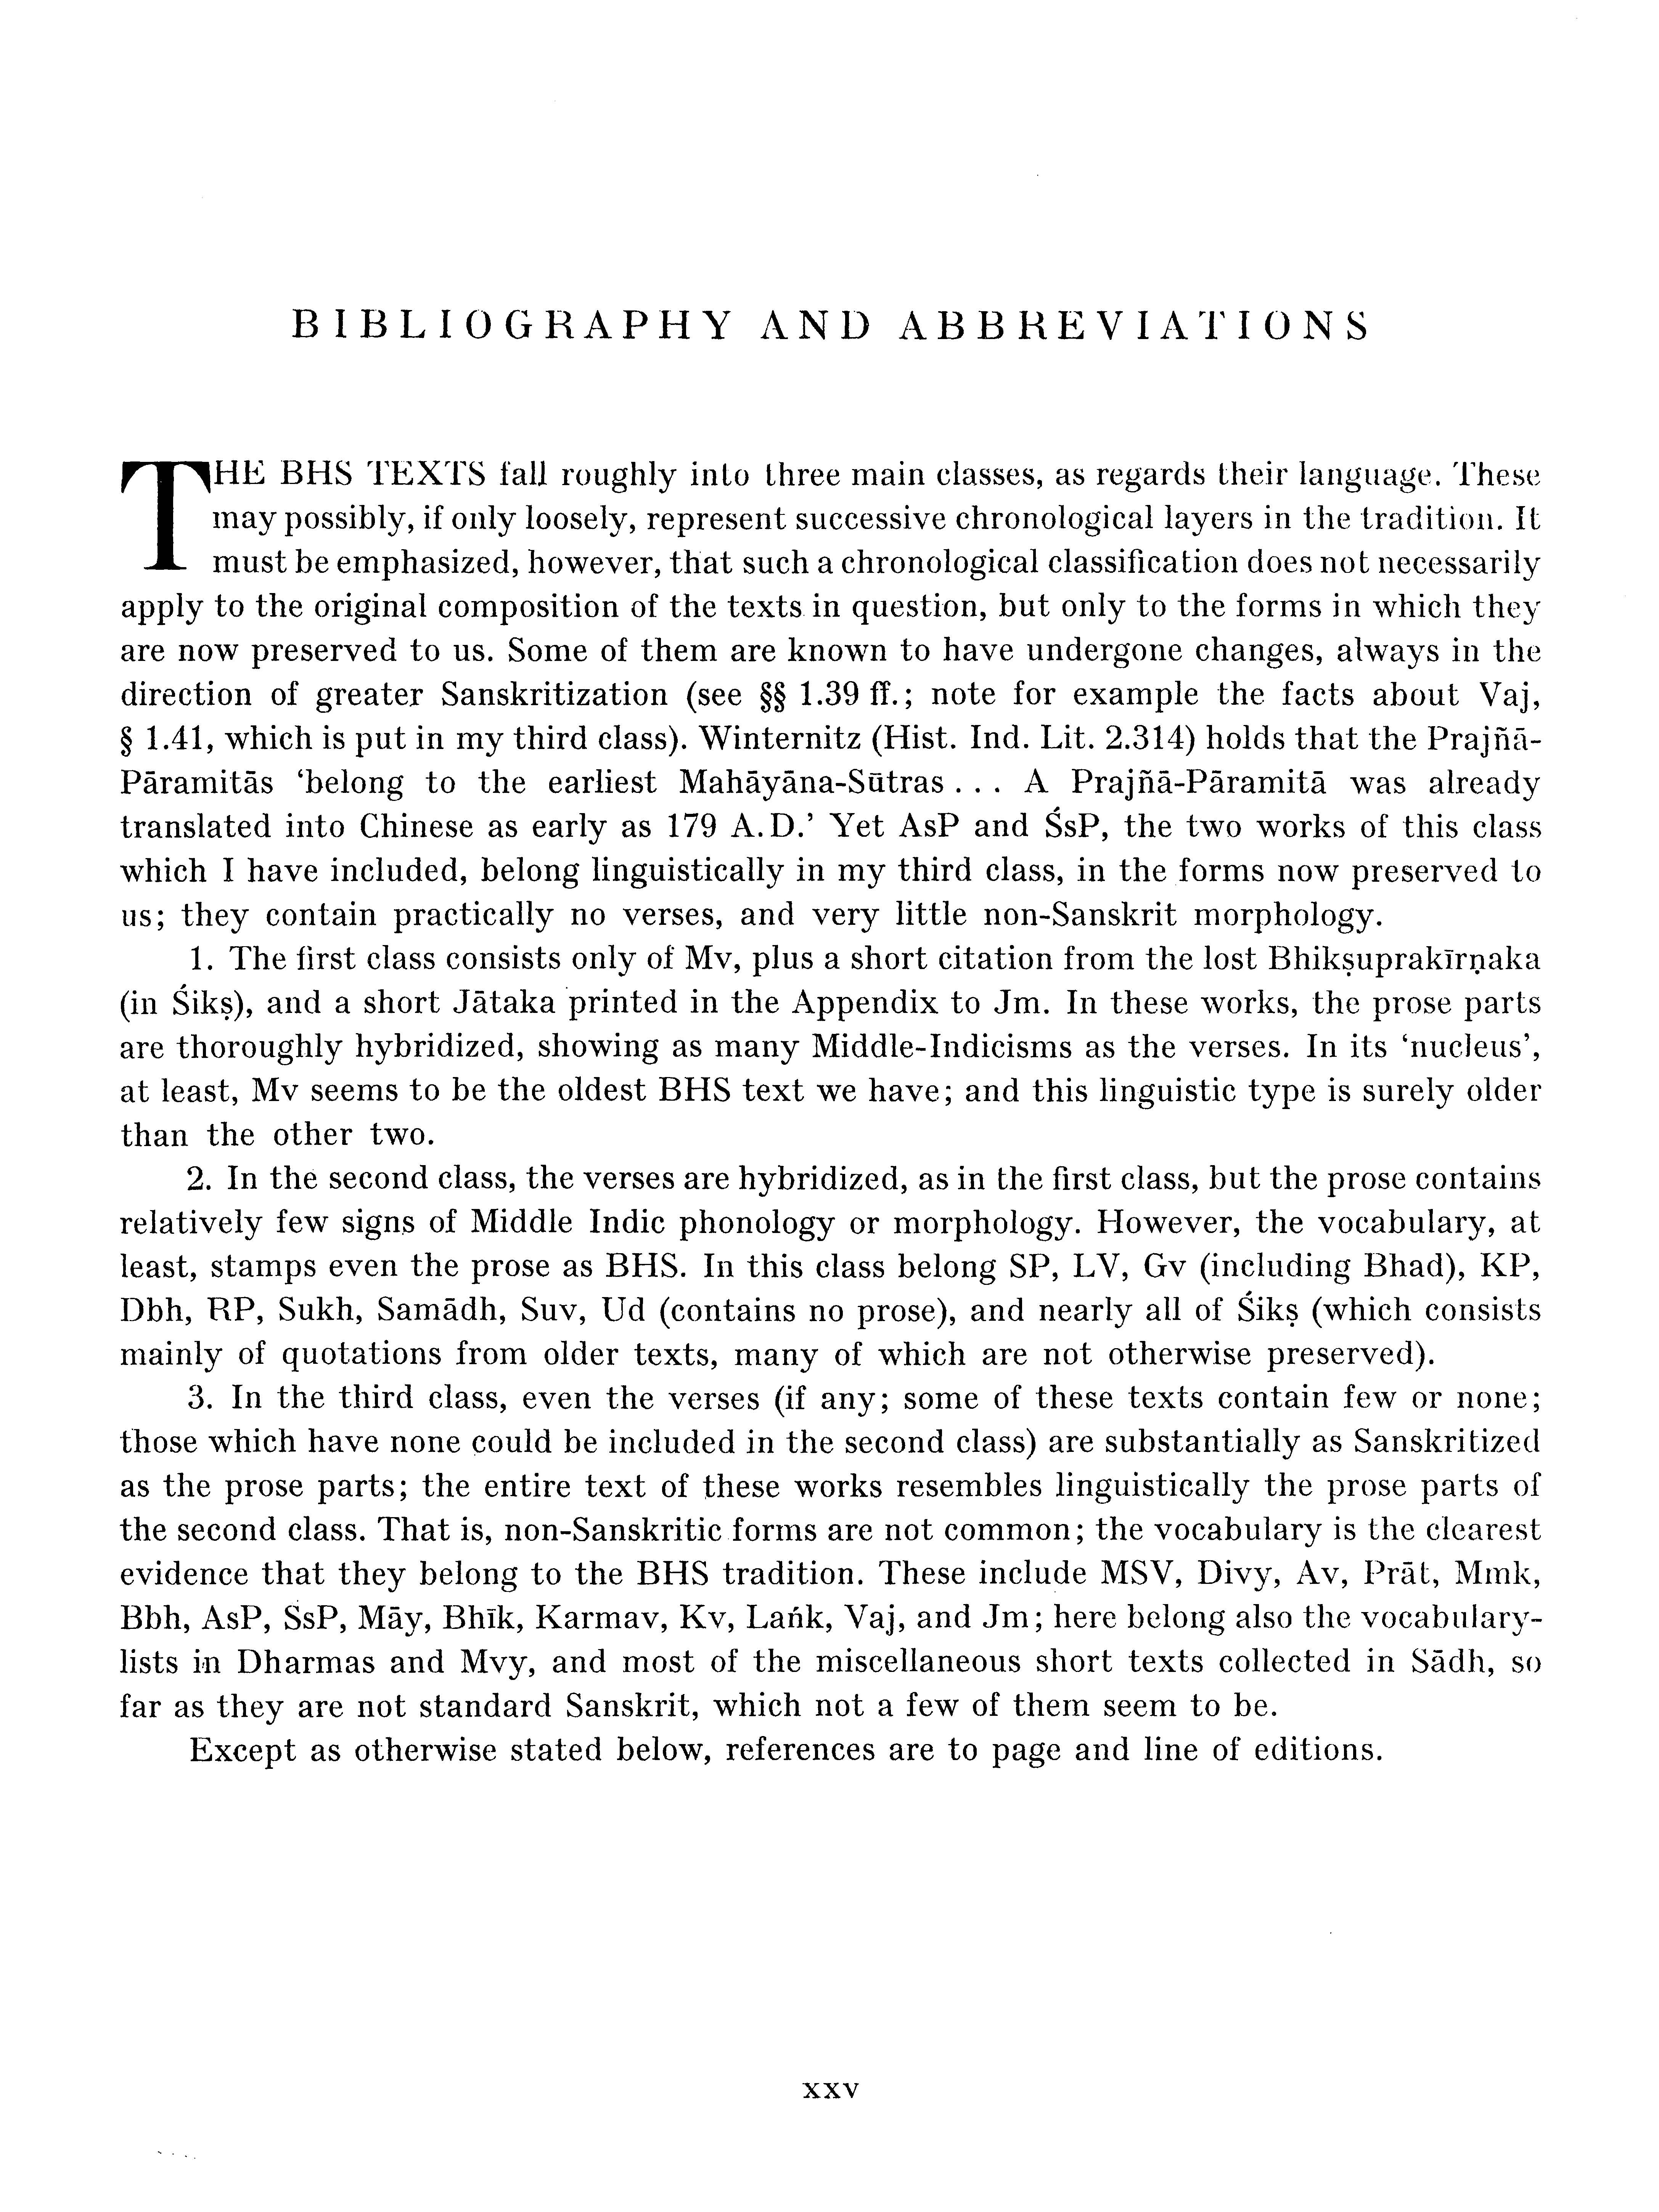 BIBLIOGRAPHY AND ABBREVIATIONS
THE BHS TEXTS fall roughly into three main classes, as regards their language. These
may possibly, if only loosely, represent successive chronological layers in the tradition. It
must be emphasized, however, that such a chronological classification does not necessarily
apply to the original composition of the texts in question, but only to the forms in which they
are now preserved to us. Some of them are known to have undergone changes, always in the
direction of greater Sanskritization (see §§ 1.39 ff.; note for example the facts about Vaj,
§ 1.41, which is put in my third class). Winternitz (Hist. Ind. Lit. 2.314) holds that the Prajñā-
Pāramitās ‘belong to the earliest Mahāyāna-Sūtras . . . A Prajñā-Pāramitā was already
translated into Chinese as early as 179 A.D.’ Yet AsP and ŚsP, the two works of this class
which I have included, belong linguistically in my third class, in the forms now preserved to
us; they contain practically no verses, and very little non-Sanskrit morphology.
1. The first class consists only of Mv, plus a short citation from the lost Bhikṣuprakīrṇaka
(in Śikṣ), and a short Jātaka printed in the Appendix to Jm. In these works, the prose parts
are thoroughly hybridized, showing as many Middle-Indicisms as the verses. In its ‘nucleus’,
at least, Mv seems to be the oldest BHS text we have; and this linguistic type is surely older
than the other two.
2. In the second class, the verses are hybridized, as in the first class, but the prose contains
relatively few signs of Middle Indic phonology or morphology. However, the vocabulary, at
least, stamps even the prose as BHS. In this class belong SP, LV, Gv (including Bhad), KP,
Dbh, RP, Sukh, Samādh, Suv, Ud (contains no prose), and nearly all of Śikṣ (which consists
mainly of quotations from older texts, many of which are not otherwise preserved).
3. In the third class, even the verses (if any; some of these texts contain few or none;
those which have none could be included in the second class) are substantially as Sanskritized
as the prose parts; the entire text of these works resembles linguistically the prose parts of
the second class. That is, non-Sanskritic forms are not common; the vocabulary is the clearest
evidence that they belong to the BHS tradition. These include MSV, Divy, Av, Prāt, Mmk,
Bbh, AsP, ŚsP, Māy, Bhīk, Karmav, Kv, Laṅk, Vaj, and Jm; here belong also the vocabulary-
lists in Dharmas and Mvy, and most of the miscellaneous short texts collected in Sādh, so
far as they are not standard Sanskrit, which not a few of them seem to be.
Except as otherwise stated below, references are to page and line of editions.
xxv